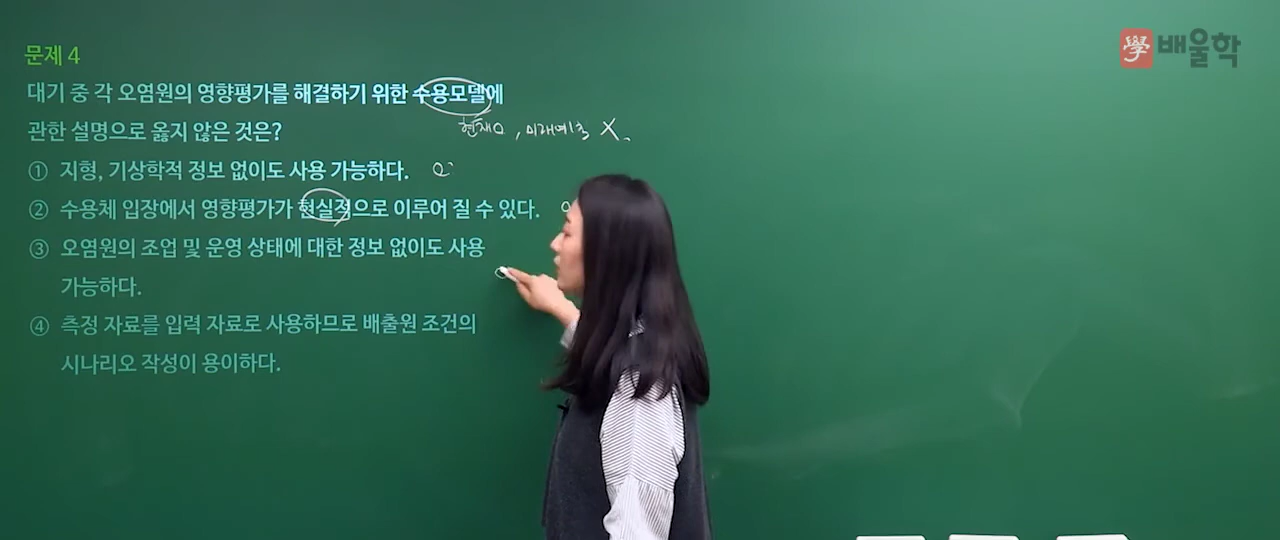 學 배울학
문제 4
대기 중 각 오염원의 영향평가를 해결하기 위한 수용모델에
관한 설명으로 옳지 않은 것은?
현재O, 미래예측 X
① 지형, 기상학적 정보 없이도 사용 가능하다. O
② 수용체 입장에서 영향평가가 현실적으로 이루어 질 수 있다. O
③ 오염원의 조업 및 운영 상태에 대한 정보 없이도 사용
가능하다.
④ 측정 자료를 입력 자료로 사용하므로 배출원 조건의
시나리오 작성이 용이하다.